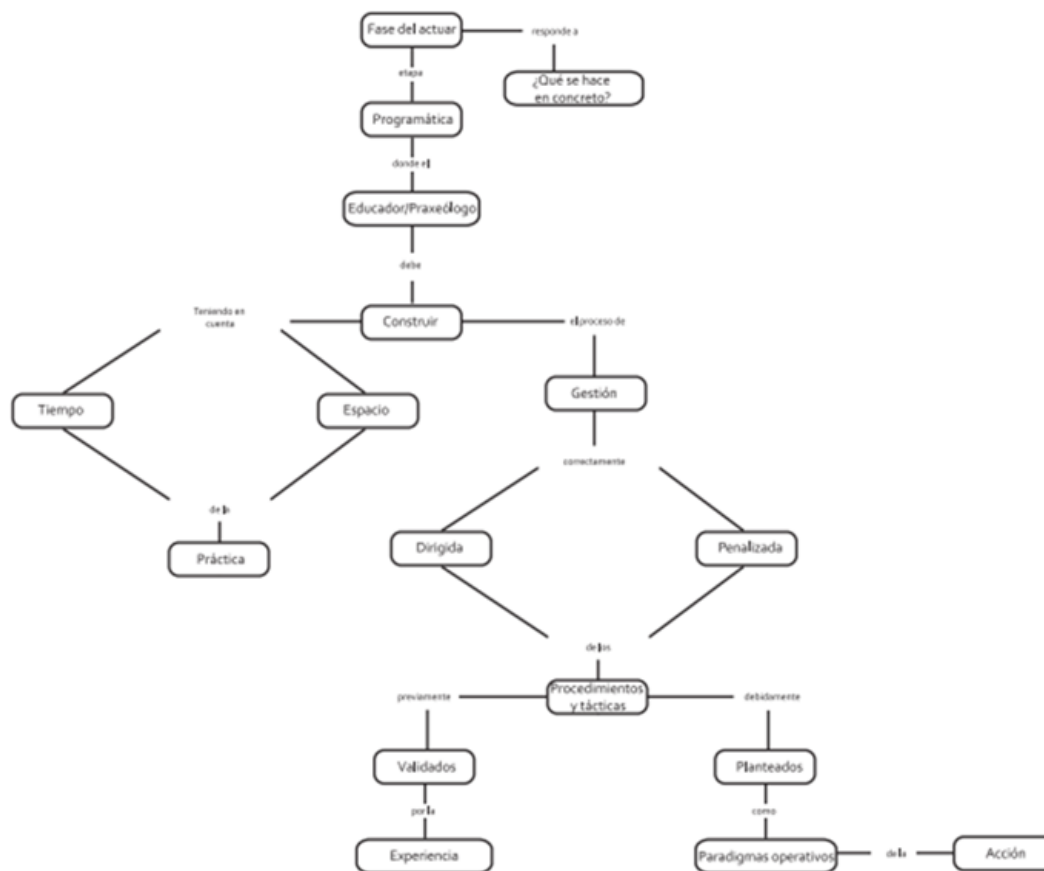 Fase del actuar
responde a
¿Qué se hace
en concreto?
etapa
Programática
donde el
Educador/Praxeólogo
debe
Teniendo en
cuenta
Construir
el proceso de
Tiempo
Espacio
Gestión
correctamente
de la
Práctica
Dirigida
Penalizada
de los
previamente
Procedimientos
y tácticas
debidamente
Validados
Planteados
por la
como
Experiencia
Paradigmas operativos
de la
Acción